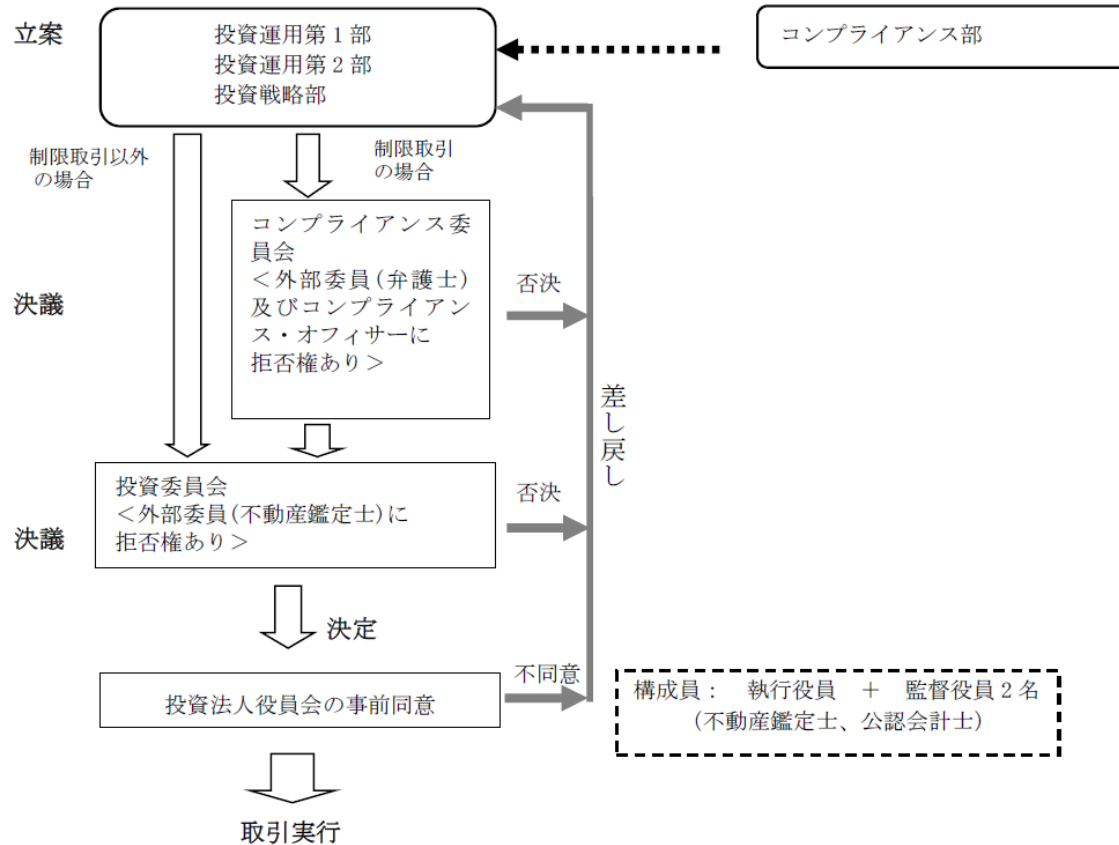 立案
投資運用第１部
投資運用第２部
投資戦略部
コンプライアンス部
制限取引以外
の場合
制限取引
の場合
コンプライアンス委
員会
＜外部委員(弁護士)
及びコンプライアン
ス・オフィサーに
拒否権あり＞
否決
決議
差し戻し
投資委員会
＜外部委員(不動産鑑定士)に
拒否権あり＞
否決
決議
決定
投資法人役員会の事前同意
不同意
構成員： 執行役員 ＋ 監督役員２名
(不動産鑑定士、公認会計士)
取引実行